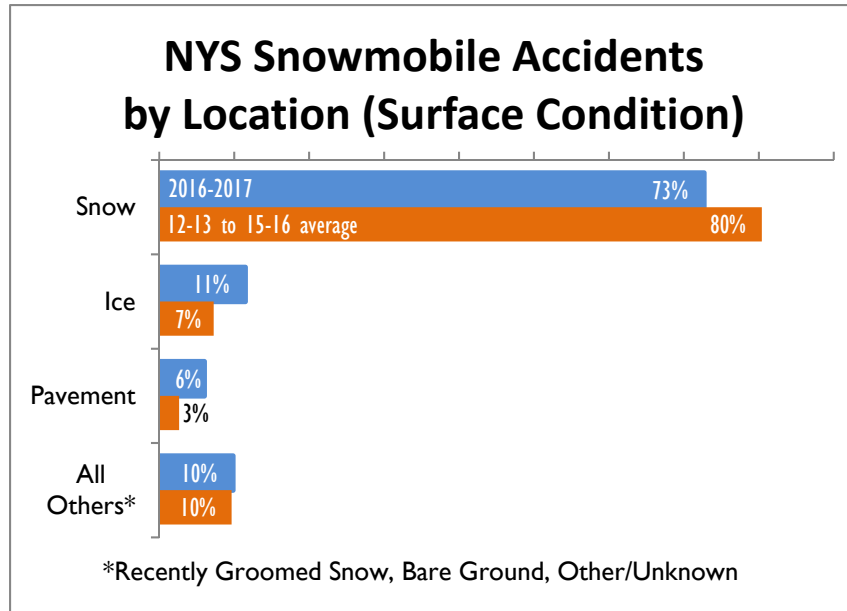 NYS Snowmobile Accidents
by Location (Surface Condition)
Snow
2016-2017 73%
12-13 to 15-16 average 80%
Ice
11%
7%
Pavement
6%
3%
All
Others*
10%
10%
*Recently Groomed Snow, Bare Ground, Other/Unknown